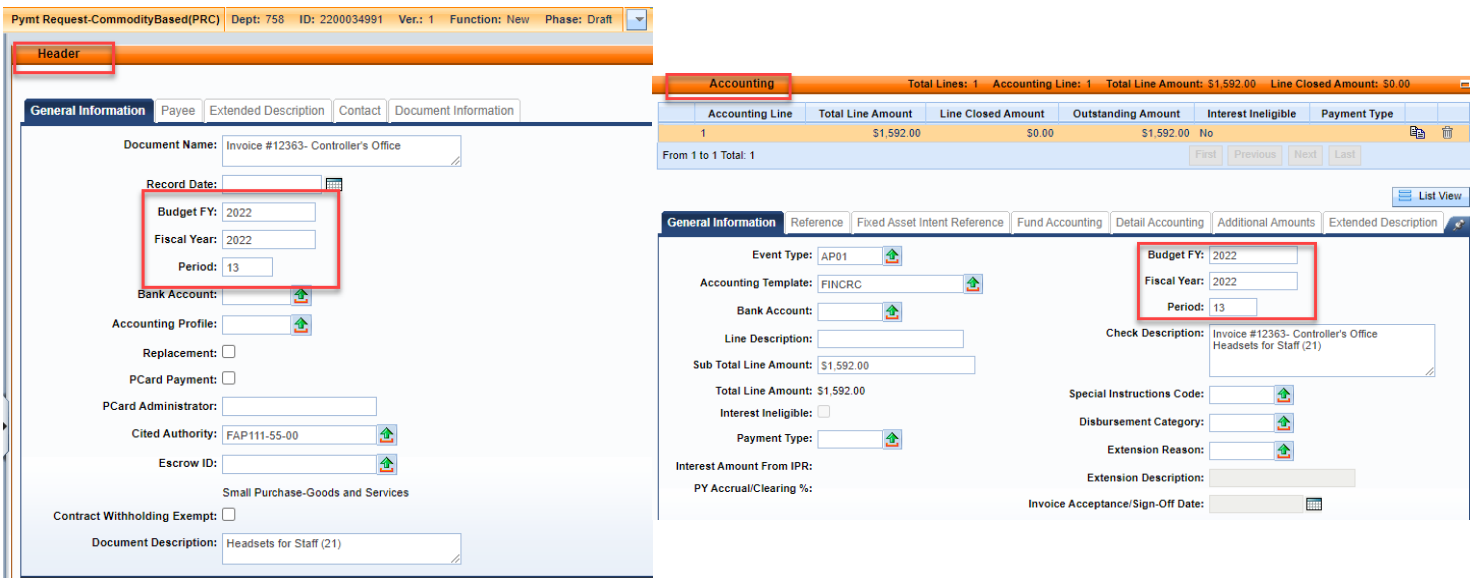 Pymt Request-CommodityBased(PRC) Dept: 758 ID: 2200034991 Ver.: 1 Function: New Phase: Draft
Header
General Information Payee Extended Description Contact Document Information
Document Name: Invoice #12363- Controller's Office
Record Date:
Budget FY: 2022
Fiscal Year: 2022
Period: 13
Bank Account:
Accounting Profile:
Replacement:
PCard Payment:
PCard Administrator:
Cited Authority: FAP111-55-00
Escrow ID:
Small Purchase-Goods and Services
Contract Withholding Exempt:
Document Description: Headsets for Staff (21)
Accounting Total Lines: 1 Accounting Line: 1 Total Line Amount: $1,592.00 Line Closed Amount: $0.00
Accounting Line Total Line Amount Line Closed Amount Outstanding Amount Interest Ineligible Payment Type
1 $1,592.00 $0.00 $1,592.00 No
From 1 to 1 Total: 1 First Previous Next Last
List View
General Information Reference Fixed Asset Intent Reference Fund Accounting Detail Accounting Additional Amounts Extended Description
Event Type: AP01
Accounting Template: FINCRC
Bank Account:
Line Description:
Sub Total Line Amount: $1,592.00
Total Line Amount: $1,592.00
Interest Ineligible:
Payment Type:
Interest Amount From IPR:
PY Accrual/Clearing %:
Budget FY: 2022
Fiscal Year: 2022
Period: 13
Check Description: Invoice #12363- Controller's Office
Headsets for Staff (21)
Special Instructions Code:
Disbursement Category:
Extension Reason:
Extension Description:
Invoice Acceptance/Sign-Off Date: